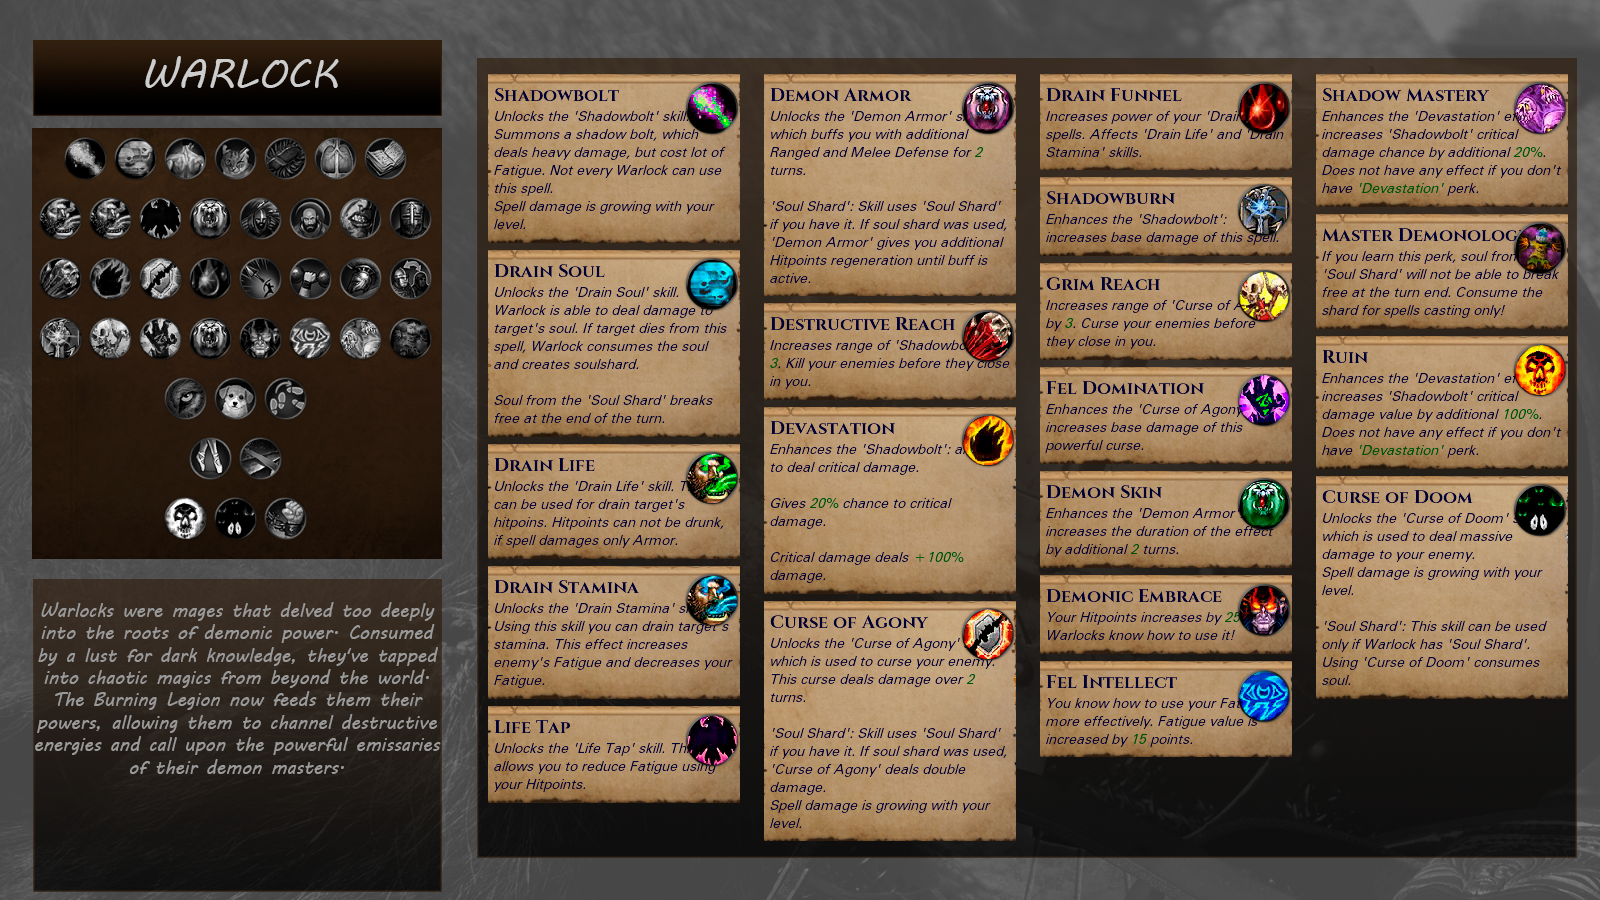 WARLOCK
Warlocks were mages that delved too deeply
into the roots of demonic power. Consumed
by a lust for dark knowledge, they've tapped
into chaotic magics from beyond the world.
The Burning Legion now feeds them their
powers, allowing them to channel destructive
energies and call upon the powerful emissaries
of their demon masters.
SHADOWBOLT
Unlocks the 'Shadowbolt' skill
Summons a shadow bolt, which
deals heavy damage, but cost lot of
Fatigue. Not every Warlock can use
this spell.
Spell damage is growing with your
level.
DRAIN SOUL
Unlocks the 'Drain Soul' skill.
Warlock is able to deal damage to
target's soul. If target dies from this
spell, Warlock consumes the soul
and creates soulshard.
Soul from the 'Soul Shard' breaks
free at the end of the turn.
DRAIN LIFE
Unlocks the 'Drain Life' skill.
can be used for drain target's
hitpoins. Hitpoints can not be drunk,
if spell damages only Armor.
DRAIN STAMINA
Unlocks the 'Drain Stamina'
Using this skill you can drain target's
stamina. This effect increases
enemy's Fatigue and decreases your
Fatigue.
LIFE TAP
Unlocks the 'Life Tap' skill.
allows you to reduce Fatigue using
your Hitpoints.
DEMON ARMOR
Unlocks the 'Demon Armor'
which buffs you with additional
Ranged and Melee Defense for 2
turns.
'Soul Shard': Skill uses 'Soul Shard'
if you have it. If soul shard was used,
'Demon Armor' gives you additional
Hitpoints regeneration until buff is
active.
DESTRUCTIVE REACH
Increases range of
3. Kill your enemies before they close
in you.
DEVASTATION
Enhances the 'Shadowbolt':
to deal critical damage.
Gives 20% chance to critical
damage.
Critical damage deals +100%
damage.
CURSE OF AGONY
Unlocks the 'Curse of Agony'
which is used to curse your enemy.
This curse deals damage over 2
turns.
'Soul Shard': Skill uses 'Soul Shard'
if you have it. If soul shard was used,
'Curse of Agony' deals double
damage.
Spell damage is growing with your
level.
DRAIN FUNNEL
Increases power of your 'Drain
spells. Affects 'Drain Life' and 'Drain
Stamina' skills.
SHADOWBURN
Enhances the 'Shadowbolt':
increases base damage of this spell.
GRIM REACH
Increases range of 'Curse of
by 3. Curse your enemies before
they close in you.
FEL DOMINATION
Enhances the 'Curse of Agony
increases base damage of this
powerful curse.
DEMON SKIN
Enhances the 'Demon Armor
increases the duration of the effect
by additional 2 turns.
DEMONIC EMBRACE
Your Hitpoints increases by
Warlocks know how to use it!
FEL INTELLECT
You know how to use your
more effectively. Fatigue value is
increased by 15 points.
SHADOW MASTERY
Enhances the 'Devastation'
increases 'Shadowbolt' critical
damage chance by additional 20%.
Does not have any effect if you don't
have 'Devastation' perk.
MASTER
If you learn this perk, soul from
'Soul Shard' will not be able to break
free at the turn end. Consume the
shard for spells casting only!
RUIN
Enhances the 'Devastation'
increases 'Shadowbolt' critical
damage value by additional 100%.
Does not have any effect if you don't
have 'Devastation' perk.
CURSE OF DOOM
Unlocks the 'Curse of Doom'
which is used to deal massive
damage to your enemy.
Spell damage is growing with your
level.
'Soul Shard': This skill can be used
only if Warlock has 'Soul Shard'.
Using 'Curse of Doom' consumes
soul.